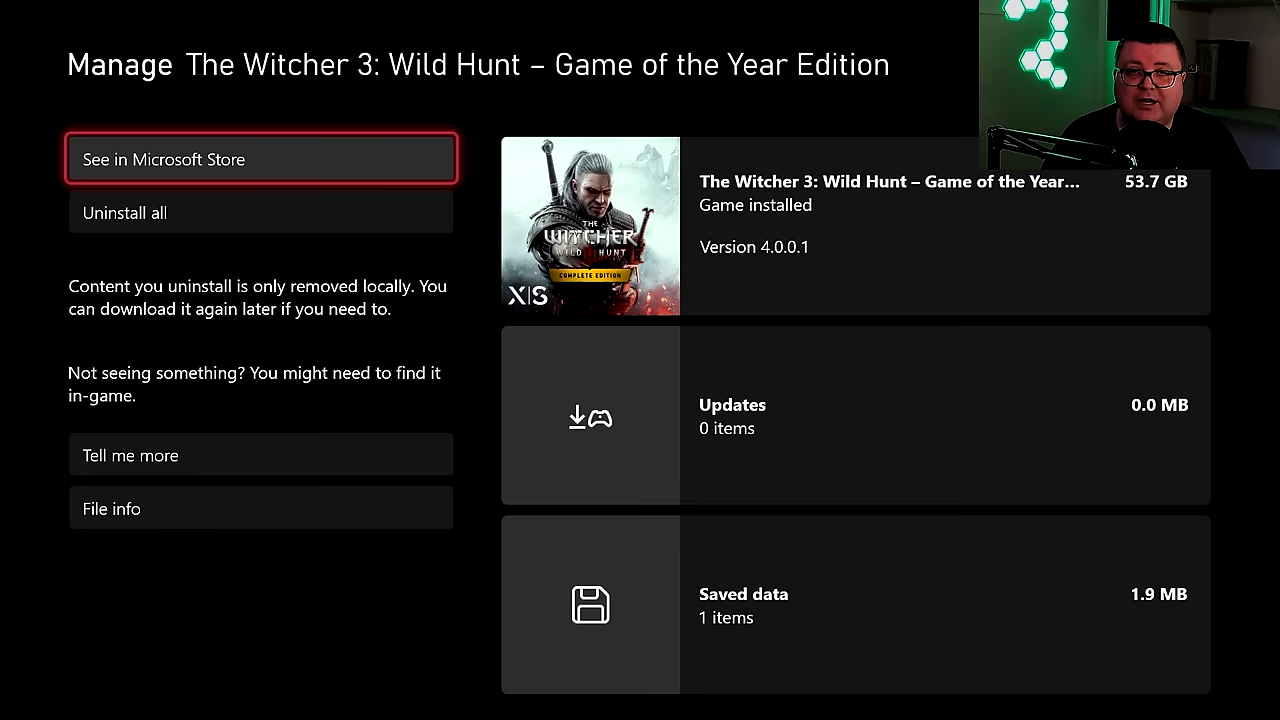 Manage The Witcher 3: Wild Hunt – Game of the Year Edition
See in Microsoft Store
Uninstall all
Content you uninstall is only removed locally. You
can download it again later if you need to.
Not seeing something? You might need to find it
in-game.
Tell me more
File info
THE
WITCHER
WILD HUNT
COMPLETE EDITION
X|S
The Witcher 3: Wild Hunt – Game of the Year... 53.7 GB
Game installed
Version 4.0.0.1
Updates 0.0 MB
0 items
Saved data 1.9 MB
1 items